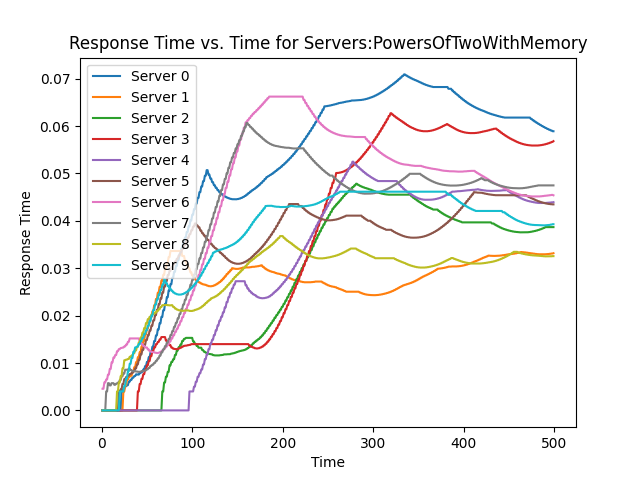 Response Time vs. Time for Servers:PowersOfTwoWithMemory
Response Time
0.07
0.06
0.05
0.04
0.03
0.02
0.01
0.00
Server 0
Server 1
Server 2
Server 3
Server 4
Server 5
Server 6
Server 7
Server 8
Server 9
0 100 200 300 400 500
Time